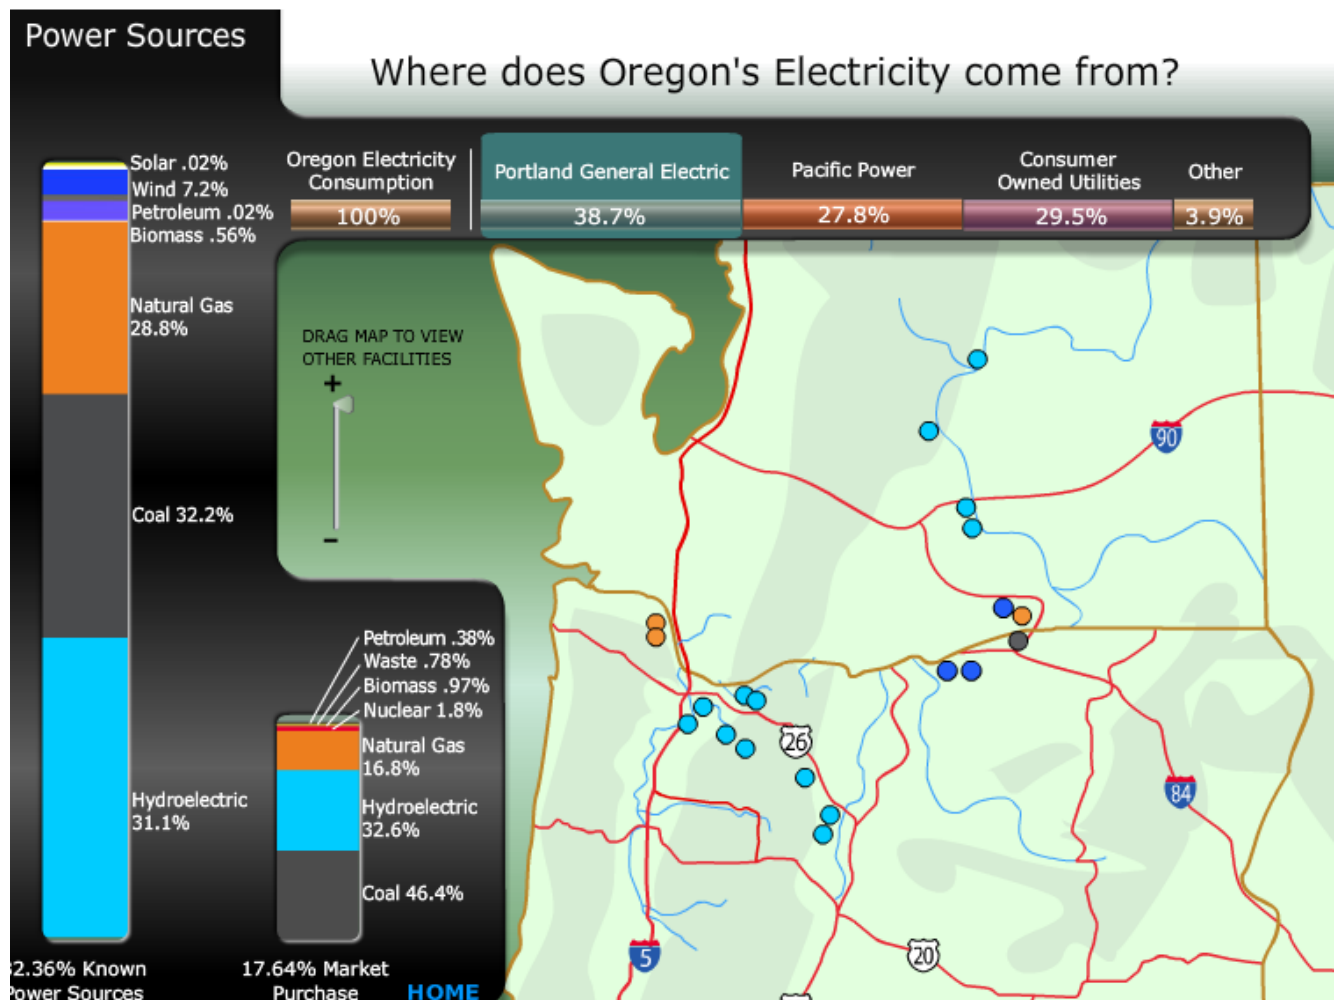 Power Sources
Where does Oregon's Electricity come from?
Oregon Electricity
Consumption
100%
Portland General Electric
38.7%
Pacific Power
27.8%
Consumer
Owned Utilities
29.5%
Other
3.9%
Solar .02%
Wind 7.2%
Petroleum .02%
Biomass .56%
Natural Gas
28.8%
Coal 32.2%
Hydroelectric
31.1%
DRAG MAP TO VIEW
OTHER FACILITIES
+
−
Petroleum .38%
Waste .78%
Biomass .97%
Nuclear 1.8%
Natural Gas
16.8%
Hydroelectric
32.6%
Coal 46.4%
2.36% Known
Power Sources
17.64% Market
Purchase
HOME
90
26
84
5
20